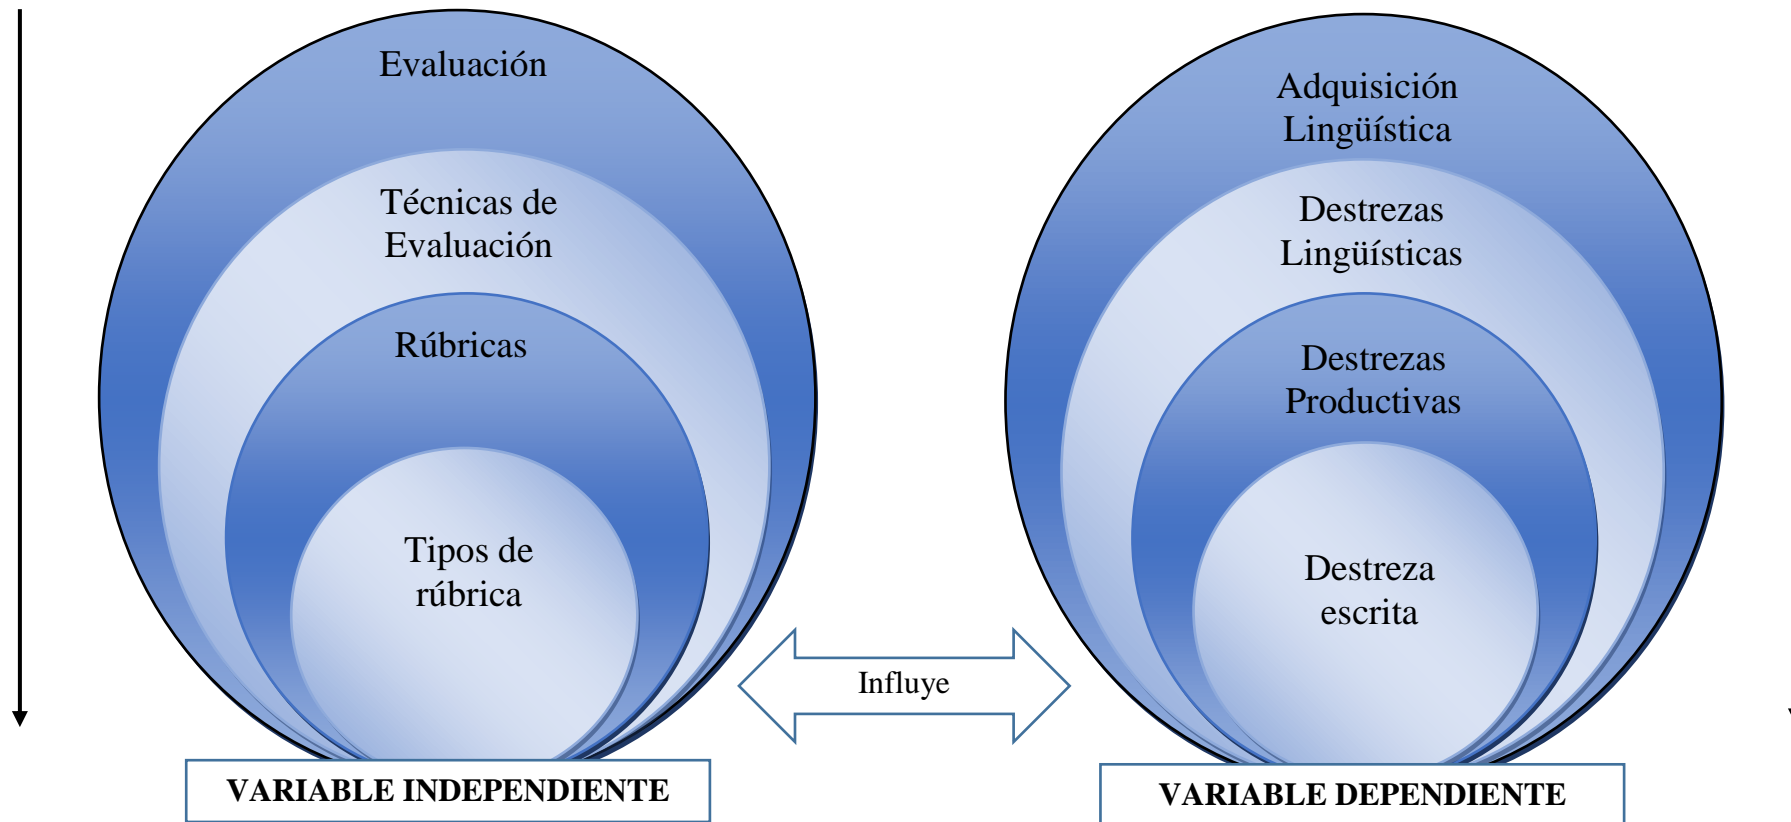 Evaluación
Técnicas de
Evaluación
Rúbricas
Tipos de
rúbrica
VARIABLE INDEPENDIENTE
Influye
Adquisición
Lingüística
Destrezas
Lingüísticas
Destrezas
Productivas
Destreza
escrita
VARIABLE DEPENDIENTE